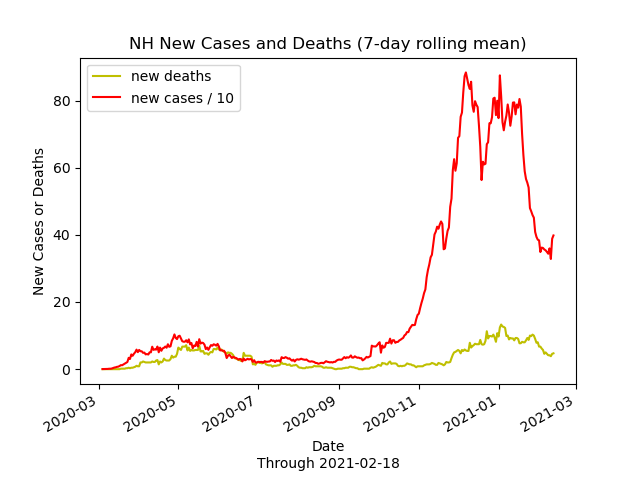 NH New Cases and Deaths (7-day rolling mean)
new deaths
new cases / 10
80
60
40
20
0
New Cases or Deaths
2020-03
2020-05
2020-07
2020-09
2020-11
2021-01
2021-03
Date
Through 2021-02-18